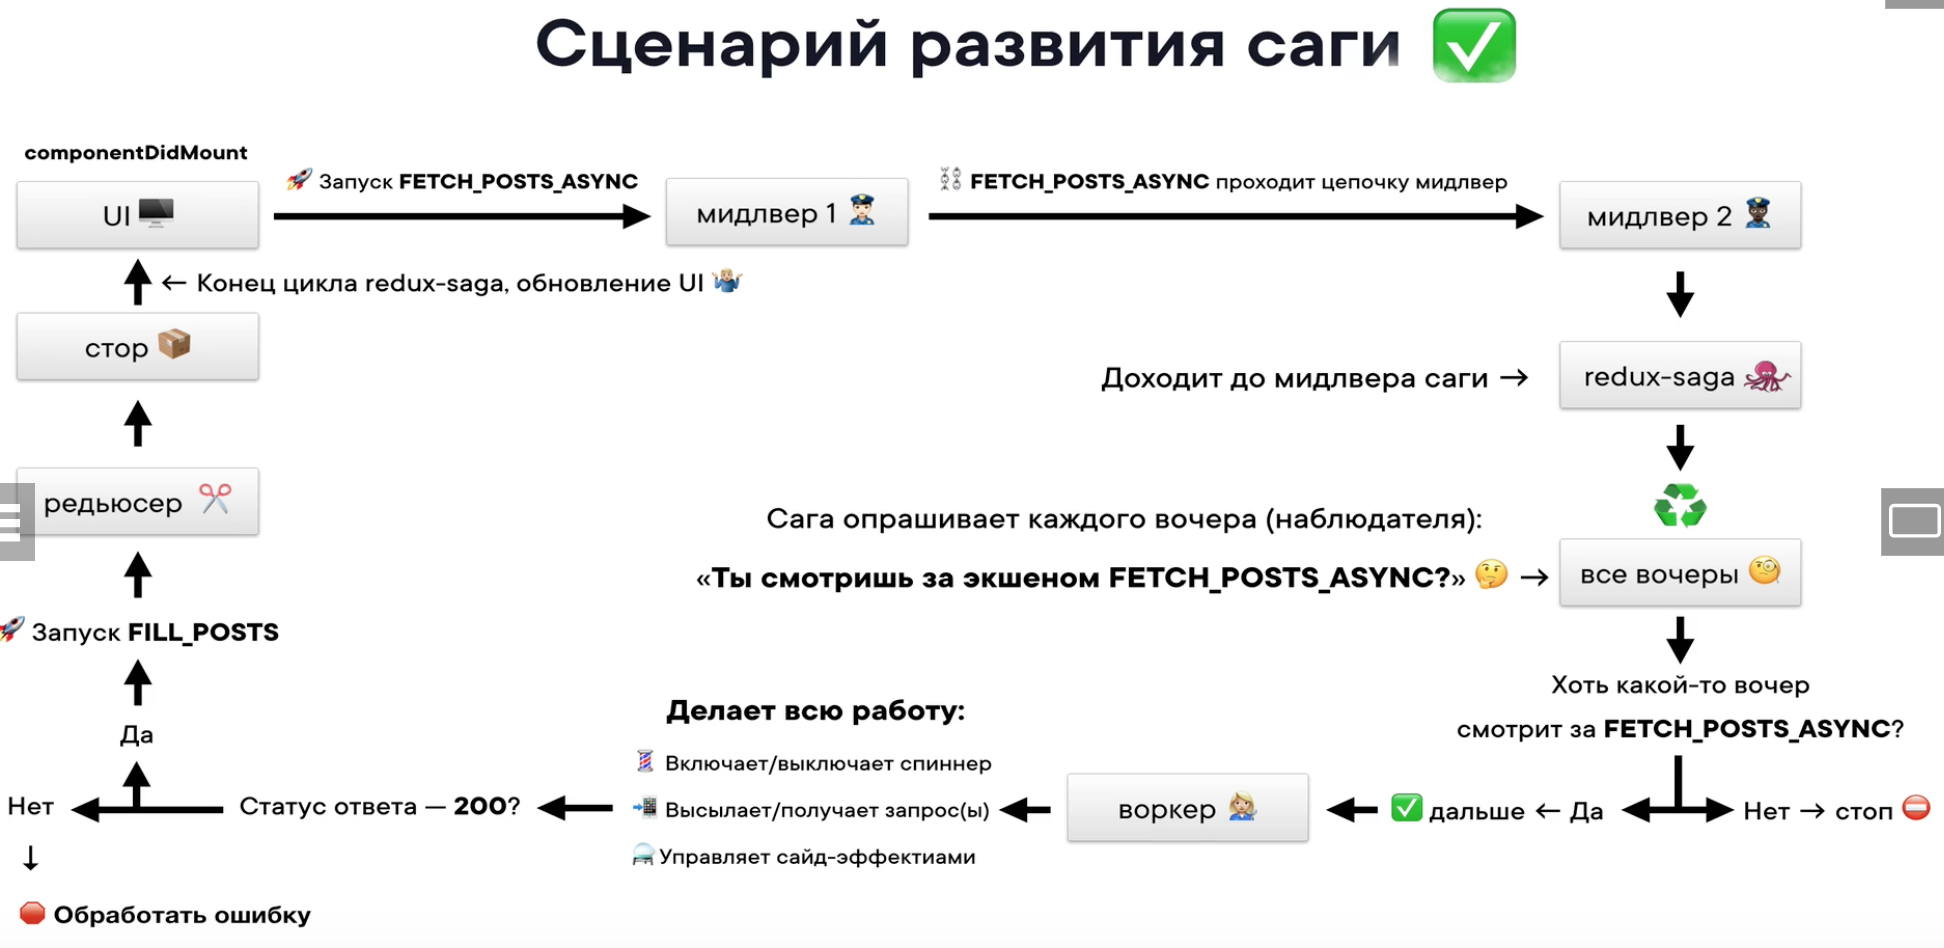 Сценарий развития саги ✅
componentDidMount
UI
🚀 Запуск FETCH_POSTS_ASYNC
мидлвер 1
FETCH_POSTS_ASYNC проходит цепочку мидлвер
мидлвер 2
← Конец цикла redux-saga, обновление UI
стор
Доходит до мидлвера саги →
redux-saga
редьюсер
Сага опрашивает каждого вочера (наблюдателя):
«Ты смотришь за экшеном FETCH_POSTS_ASYNC?» 🤔 →
все вочеры
🚀 Запуск FILL_POSTS
Да
Хоть какой-то вочер
смотрит за FETCH_POSTS_ASYNC?
Нет → стоп ⛔
✅ дальше ← Да
воркер
Делает всю работу:
Включает/выключает спиннер
Высылает/получает запрос(ы)
Управляет сайд-эффектиами
Статус ответа — 200?
Нет
↓
🛑 Обработать ошибку